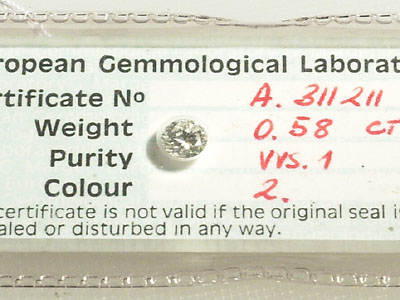 ropean Gemmological Laborat
rtificate No A. 311211
Weight 0.58 CT
Purity VVS. 1
Colour 2.
certificate is not valid if the original seal is
aled or disturbed in any way.